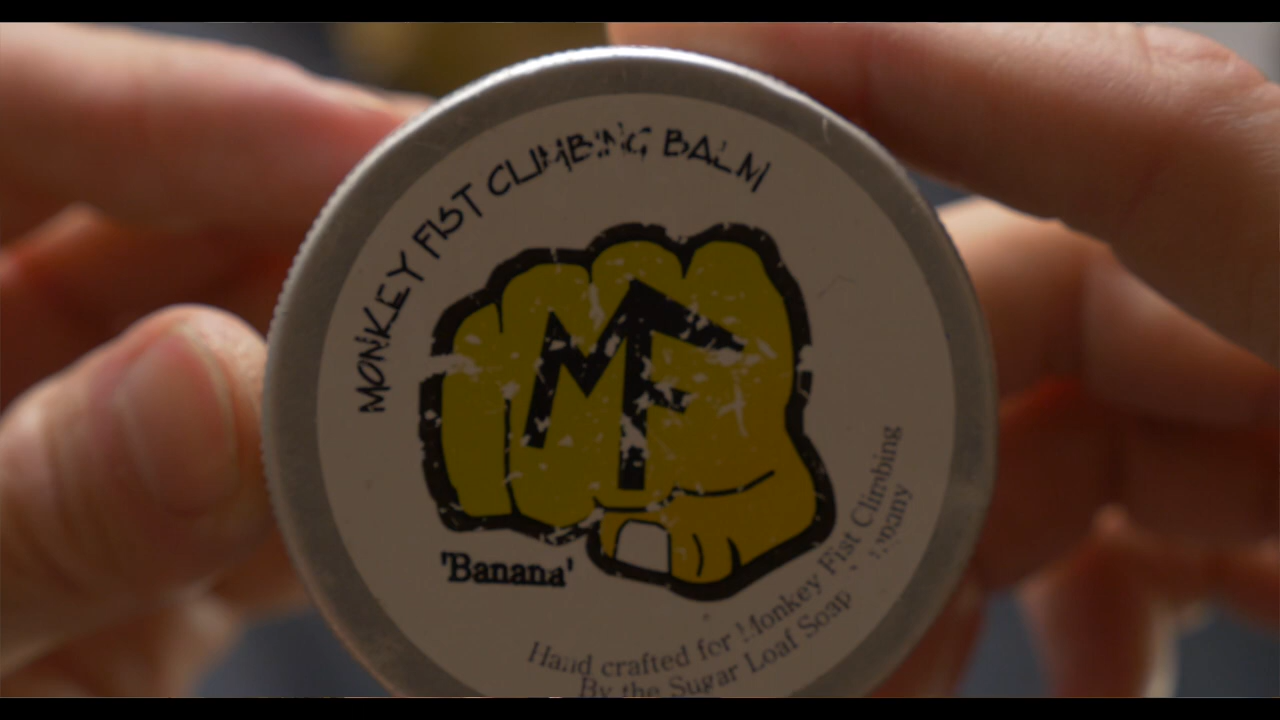 MONKEY FIST CLIMBING BALM
MF
'Banana'
Hand crafted for Monkey Fist Climbing
By the Sugar Loaf Soap